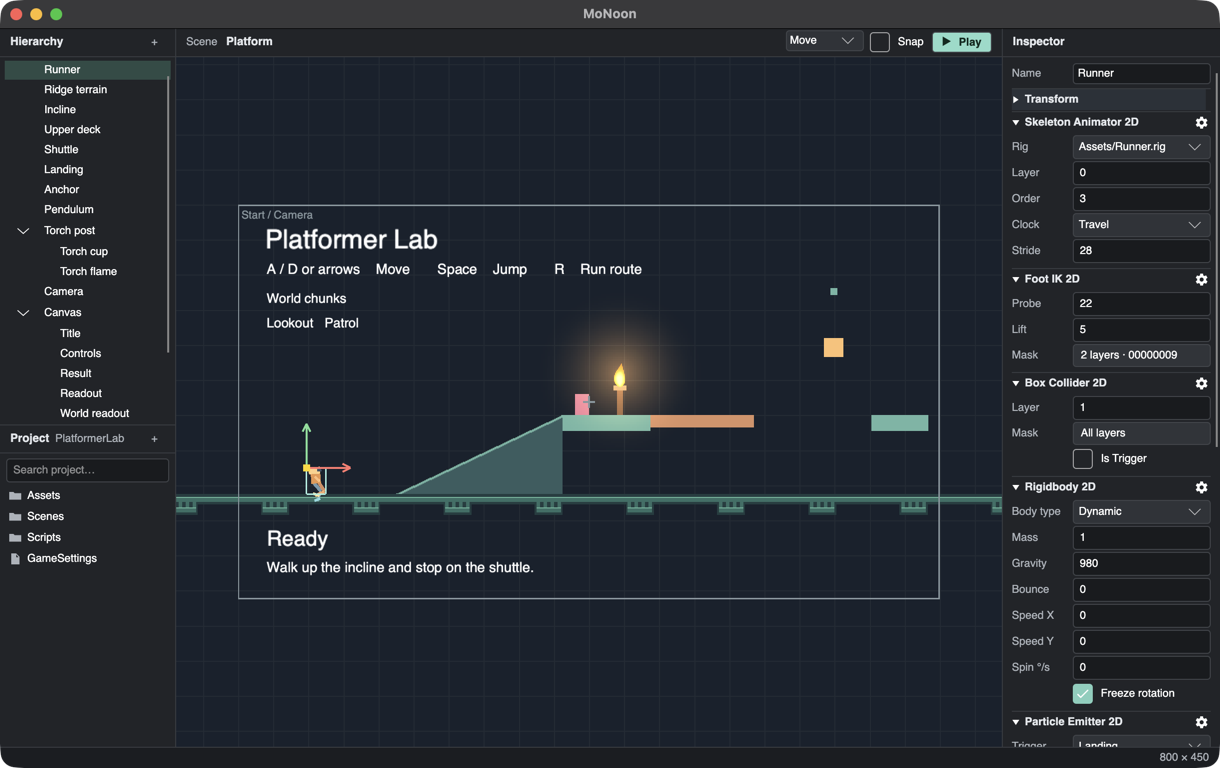 MoNoon
Hierarchy +
Runner
Ridge terrain
Incline
Upper deck
Shuttle
Landing
Anchor
Pendulum
Torch post
Torch cup
Torch flame
Camera
Canvas
Title
Controls
Result
Readout
World readout
Project PlatformerLab +
Search project…
Assets
Scenes
Scripts
GameSettings
Scene Platform
Move
Snap
Play
Start / Camera
Platformer Lab
A / D or arrows Move Space Jump R Run route
World chunks
Lookout Patrol
Ready
Walk up the incline and stop on the shuttle.
Inspector
Name Runner
Transform
Skeleton Animator 2D
Rig Assets/Runner.rig
Layer 0
Order 3
Clock Travel
Stride 28
Foot IK 2D
Probe 22
Lift 5
Mask 2 layers · 00000009
Box Collider 2D
Layer 1
Mask All layers
Is Trigger
Rigidbody 2D
Body type Dynamic
Mass 1
Gravity 980
Bounce 0
Speed X 0
Speed Y 0
Spin °/s 0
Freeze rotation
Particle Emitter 2D
Trigger Landing
800 × 450